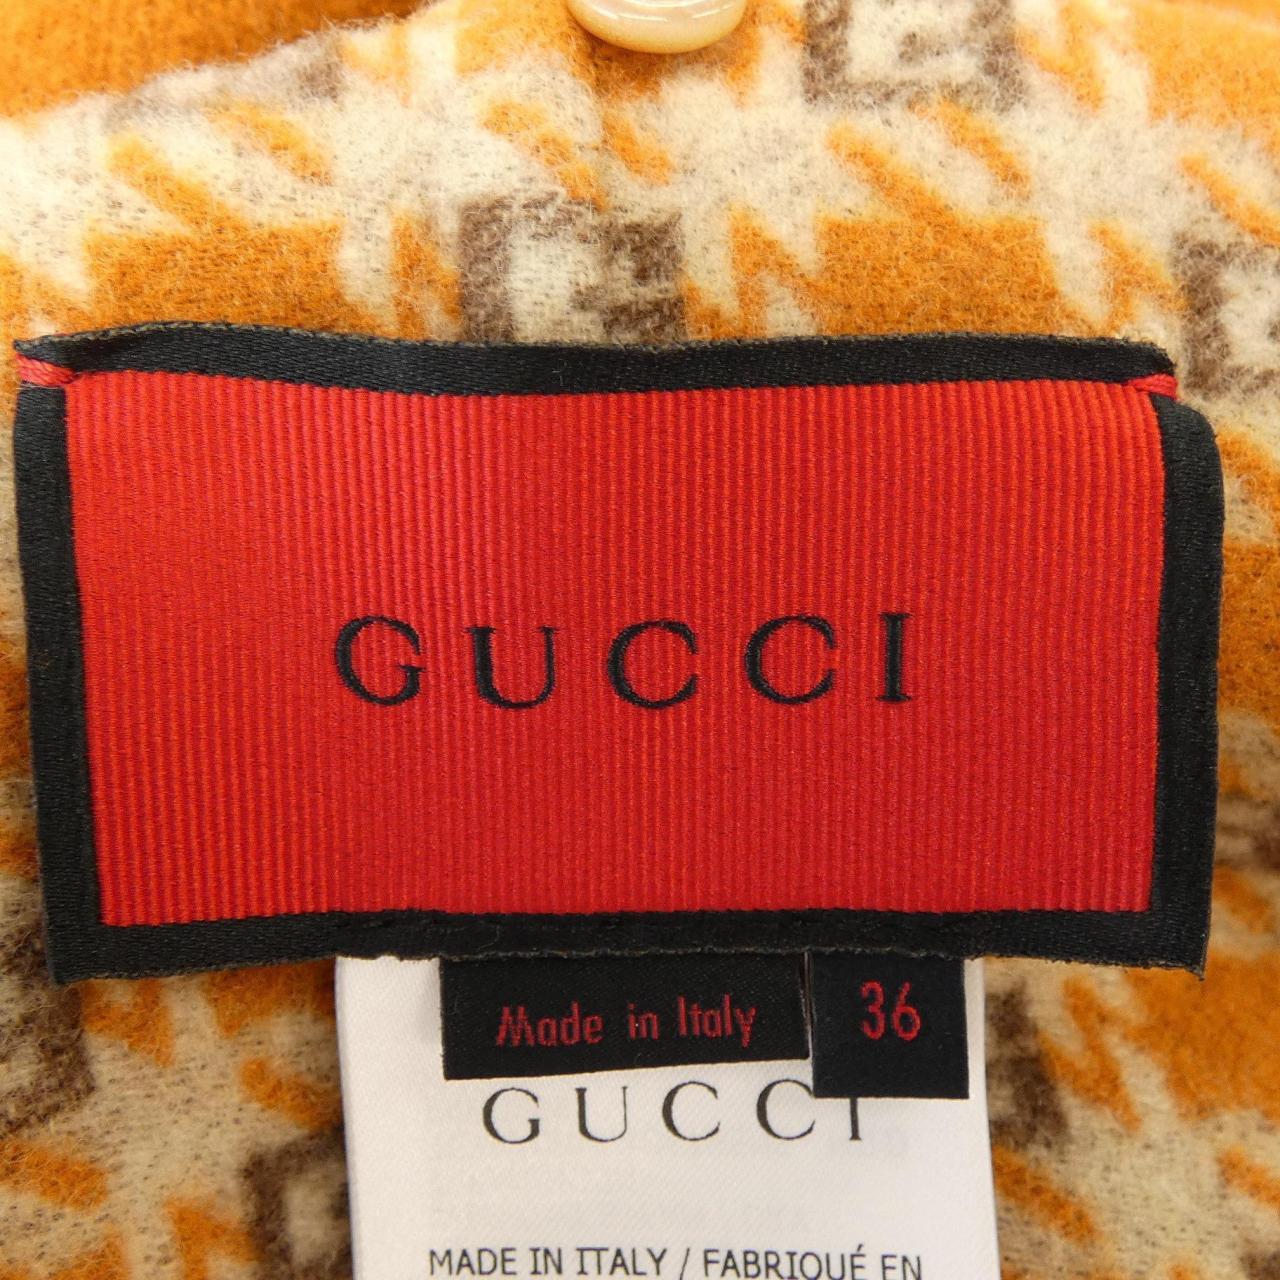 GUCCI
Made in Italy 36
GUCCI
MADE IN ITALY / FABRIQUÉ EN